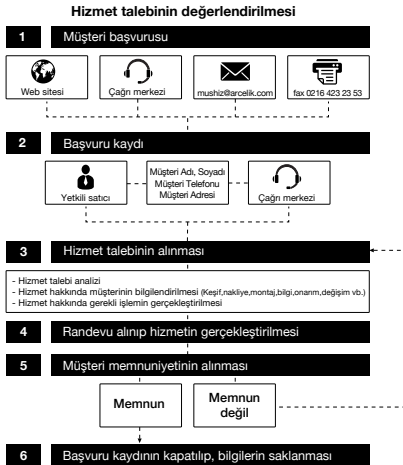 Hizmet talebinin değerlendirilmesi
1 Müşteri başvurusu
Web sitesi
Çağrı merkezi
mushiz@arcelik.com
fax 0216 423 23 53
2 Başvuru kaydı
Yetkili satıcı
Müşteri Adı, Soyadı
Müşteri Telefonu
Müşteri Adresi
Çağrı merkezi
3 Hizmet talebinin alınması
- Hizmet talebi analizi
- Hizmet hakkında müşterinin bilgilendirilmesi (Keşif,nakliye,montaj,bilgi,onarım,değişim vb.)
- Hizmet hakkında gerekli işlemin gerçekleştirilmesi
4 Randevu alınıp hizmetin gerçekleştirilmesi
5 Müşteri memnuniyetinin alınması
Memnun
Memnun
değil
6 Başvuru kaydının kapatılıp, bilgilerin saklanması